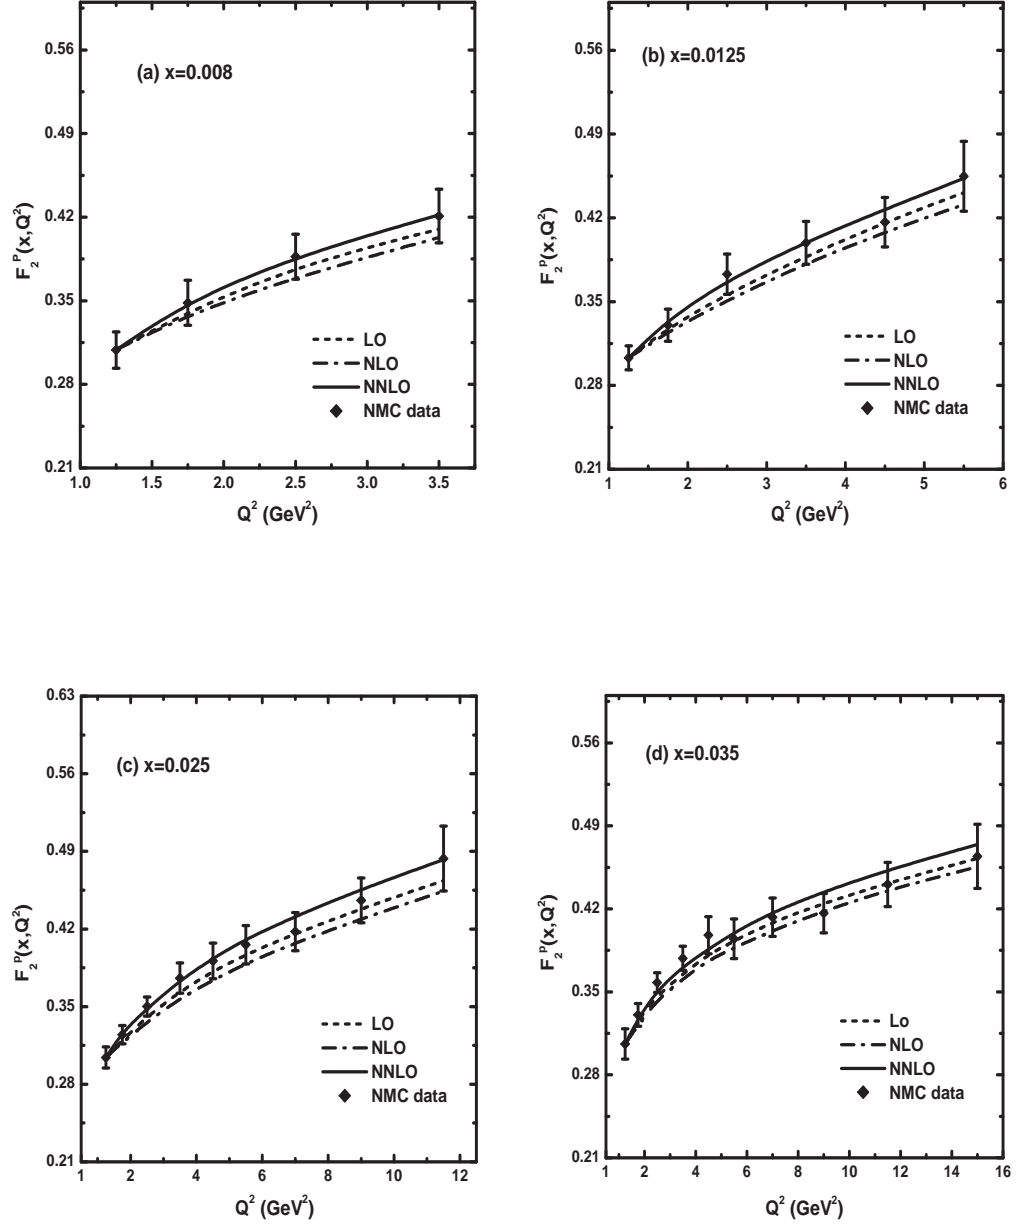 (a) x=0.008
F₂ᵖ(x,Q²)
0.56
0.49
0.42
0.35
0.28
0.21
LO
NLO
NNLO
NMC data
1.0 1.5 2.0 2.5 3.0 3.5
Q² (GeV²)
(b) x=0.0125
F₂ᵖ(x,Q²)
0.56
0.49
0.42
0.35
0.28
0.21
LO
NLO
NNLO
NMC data
1 2 3 4 5 6
Q² (GeV²)
(c) x=0.025
F₂ᵖ(x,Q²)
0.63
0.56
0.49
0.42
0.35
0.28
0.21
LO
NLO
NNLO
NMC data
1 2 4 6 8 10 12
Q² (GeV²)
(d) x=0.035
F₂ᵖ(x,Q²)
0.56
0.49
0.42
0.35
0.28
0.21
Lo
NLO
NNLO
NMC data
1 2 4 6 8 10 12 14 16
Q² (GeV²)